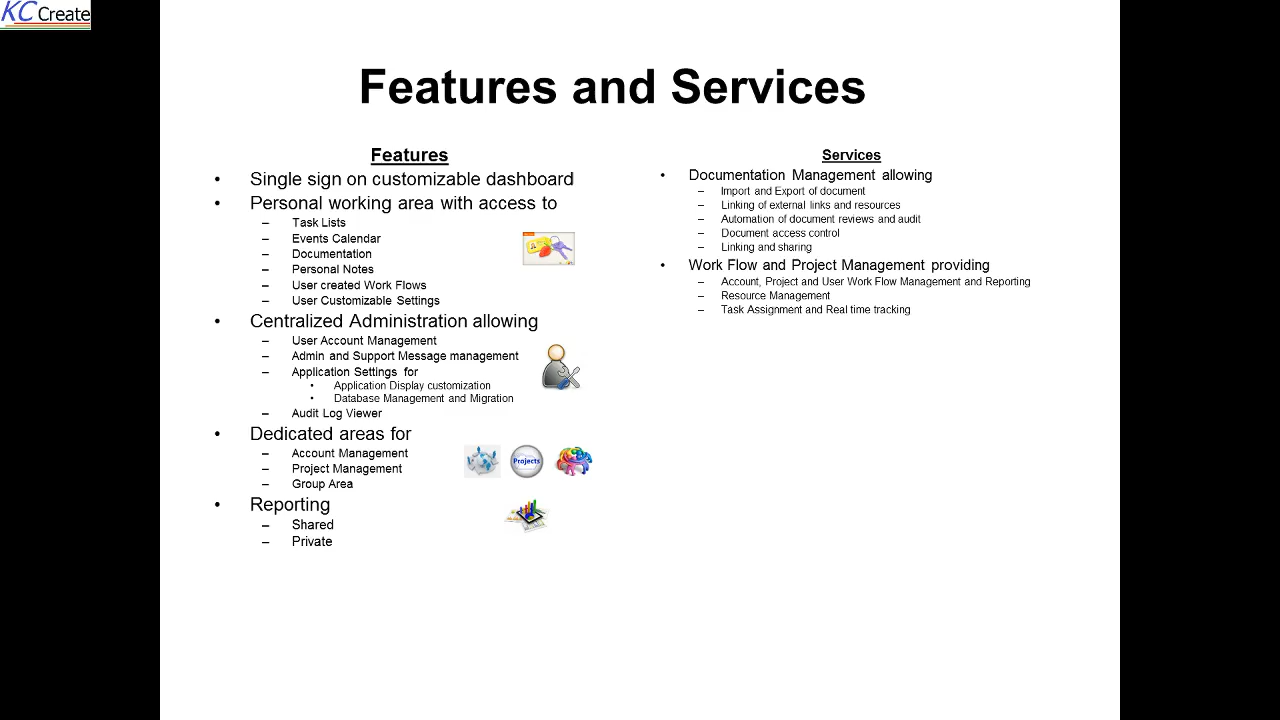 KC Create
Features and Services
Features
• Single sign on customizable dashboard
• Personal working area with access to
– Task Lists
– Events Calendar
– Documentation
– Personal Notes
– User created Work Flows
– User Customizable Settings
• Centralized Administration allowing
– User Account Management
– Admin and Support Message management
– Application Settings for
• Application Display customization
• Database Management and Migration
– Audit Log Viewer
• Dedicated areas for
– Account Management
– Project Management
– Group Area
Projects
• Reporting
– Shared
– Private
Services
• Documentation Management allowing
– Import and Export of document
– Linking of external links and resources
– Automation of document reviews and audit
– Document access control
– Linking and sharing
• Work Flow and Project Management providing
– Account, Project and User Work Flow Management and Reporting
– Resource Management
– Task Assignment and Real time tracking